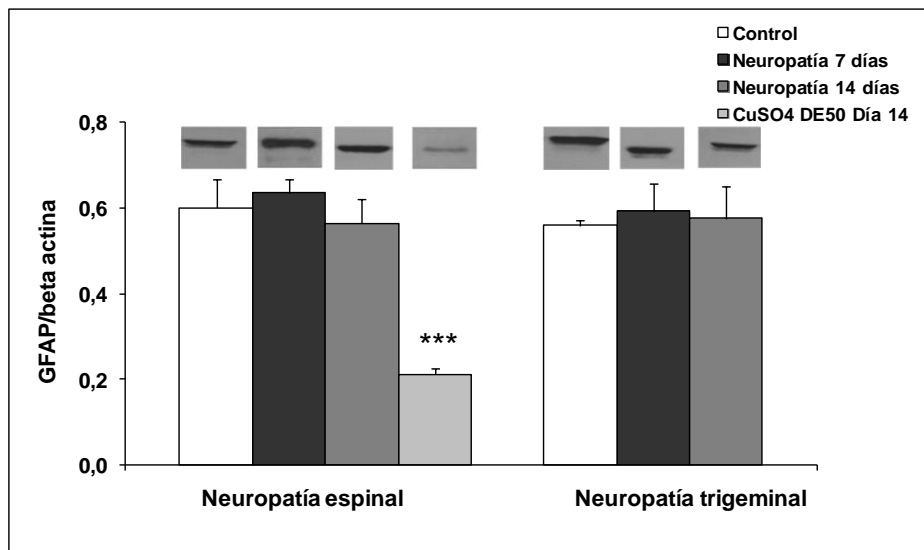 Control
Neuropatía 7 días
Neuropatía 14 días
CuSO4 DE50 Día 14
0,8
0,6
0,4
0,2
0,0
GFAP/beta actina
***
Neuropatía espinal
Neuropatía trigeminal